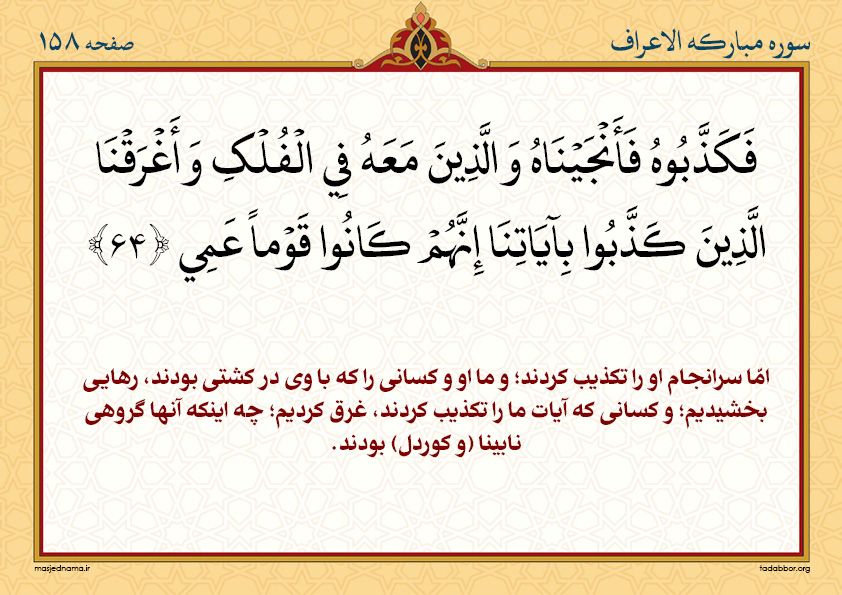 سوره مبارکه الاعراف
صفحه ۱۵۸
فَكَذَّبُوهُ فَأَنْجَيْنَاهُ وَ الَّذِينَ مَعَهُ فِي الْفُلْكِ وَ أَغْرَقْنَا
الَّذِينَ كَذَّبُوا بِآيَاتِنَا إِنَّهُمْ كَانُوا قَوْماً عَمِي ﴿۶۴﴾
امّا سرانجام او را تکذیب کردند؛ و ما او و کسانی را که با وی در کشتی بودند، رهایی
بخشیدیم؛ و کسانی که آیات ما را تکذیب کردند، غرق کردیم؛ چه اینکه آنها گروهی
نابینا (و کوردل) بودند.
masjednama.ir
tadabbor.org